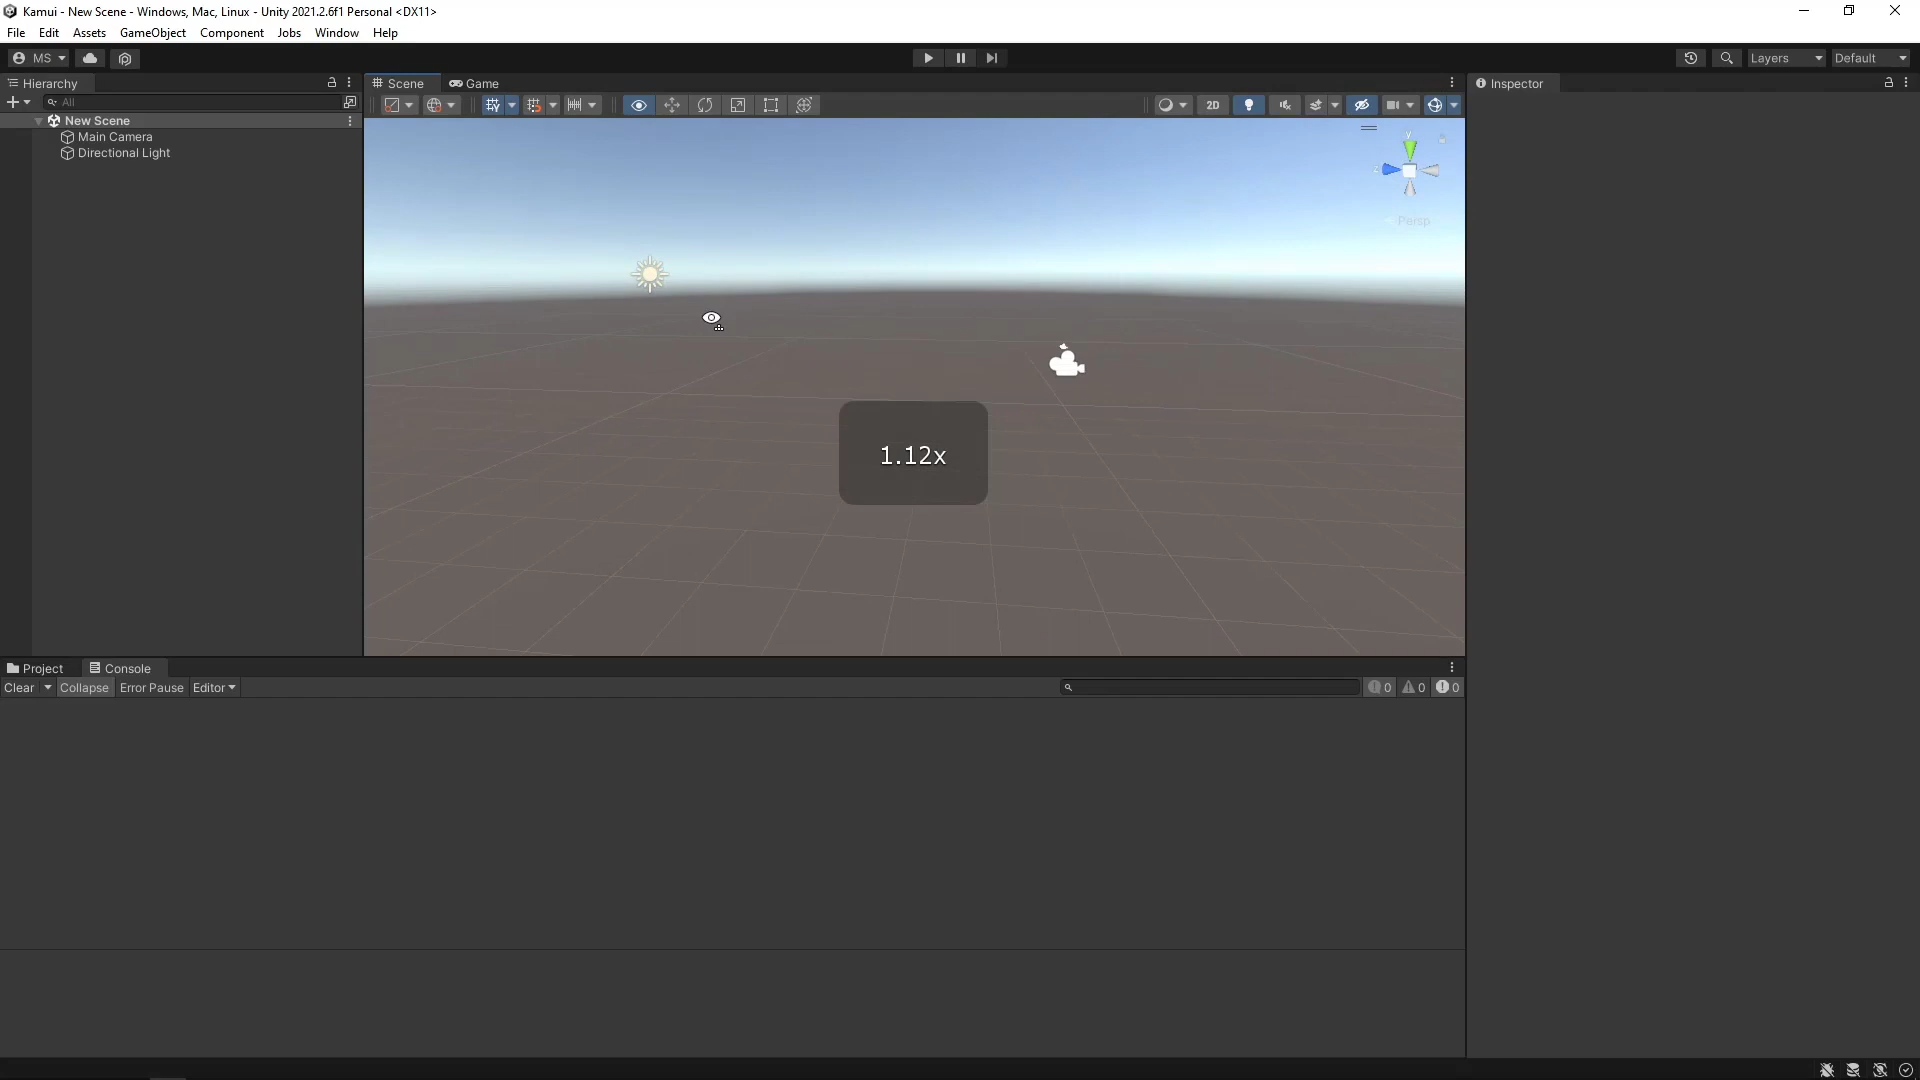 Kamui - New Scene - Windows, Mac, Linux - Unity 2021.2.6f1 Personal <DX11>
File Edit Assets GameObject Component Jobs Window Help
MS Layers Default
Hierarchy Scene Game Inspector
All 2D
New Scene
Main Camera
Directional Light
y
z
Persp
1.12x
Project Console
Clear Collapse Error Pause Editor 0 0 0